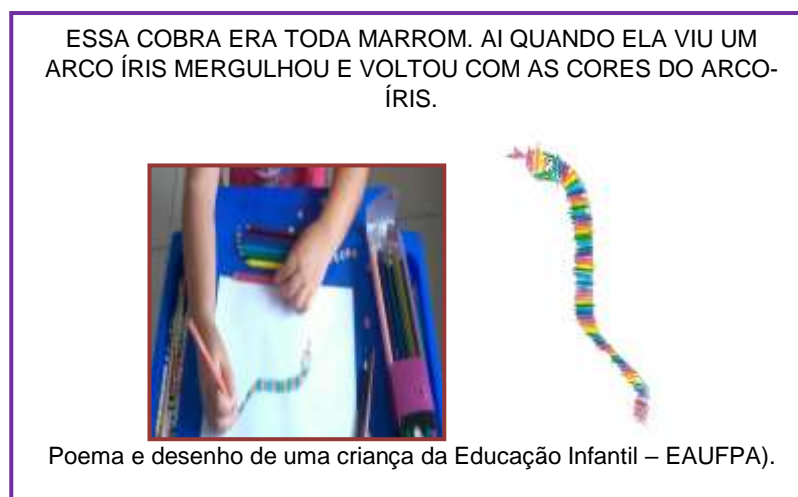 ESSA COBRA ERA TODA MARROM. AI QUANDO ELA VIU UM
ARCO ÍRIS MERGULHOU E VOLTOU COM AS CORES DO ARCO-
ÍRIS.
Poema e desenho de uma criança da Educação Infantil – EAUFPA).